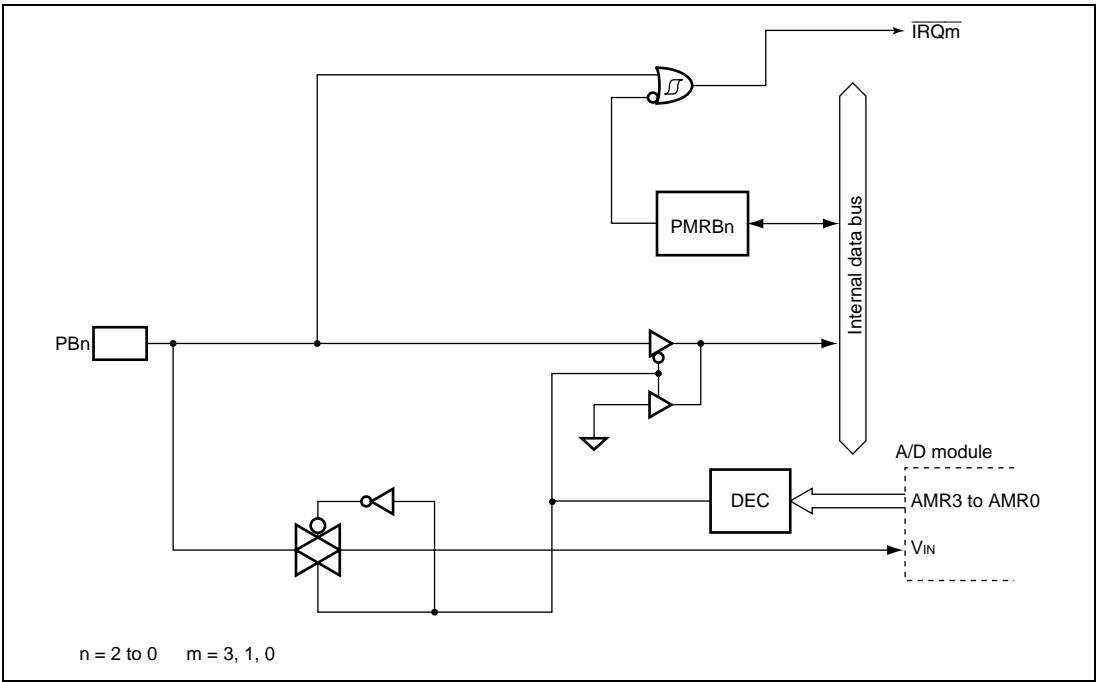 IRQm
PMRBn
Internal data bus
PBn
A/D module
DEC
AMR3 to AMR0
VIN
n = 2 to 0 m = 3, 1, 0